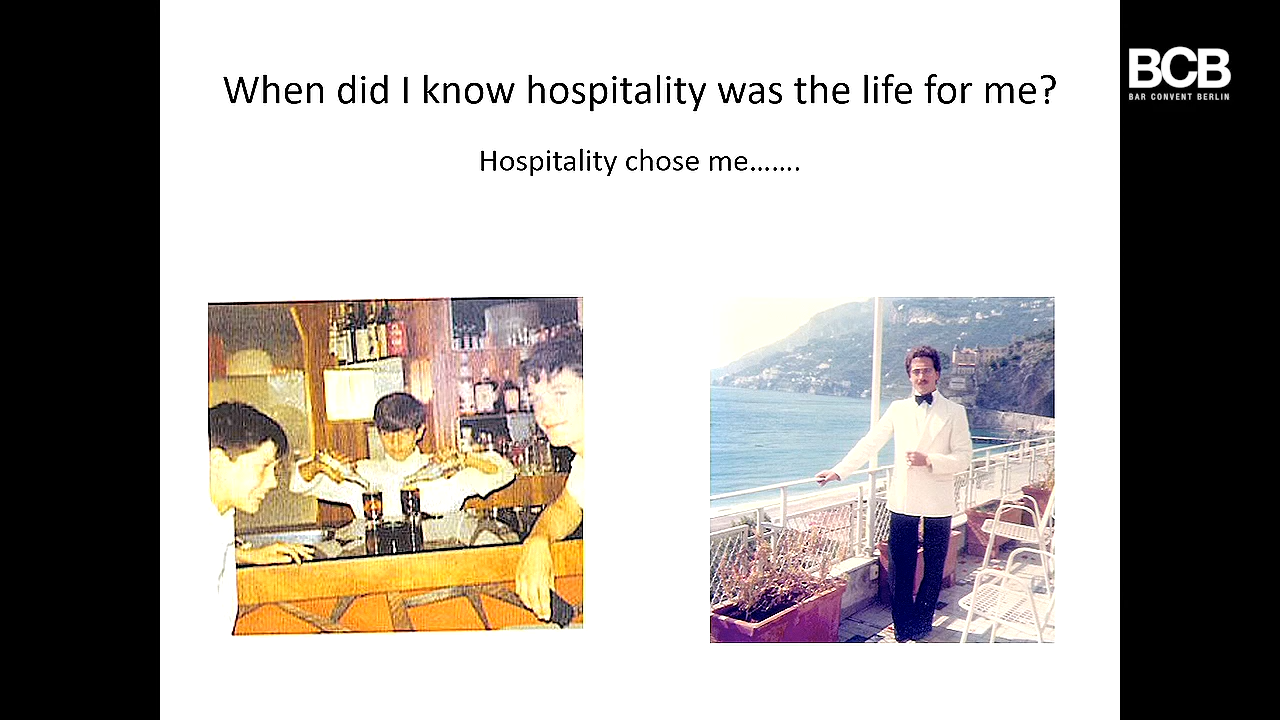 When did I know hospitality was the life for me?
Hospitality chose me.......
BCB
BAR CONVENT BERLIN